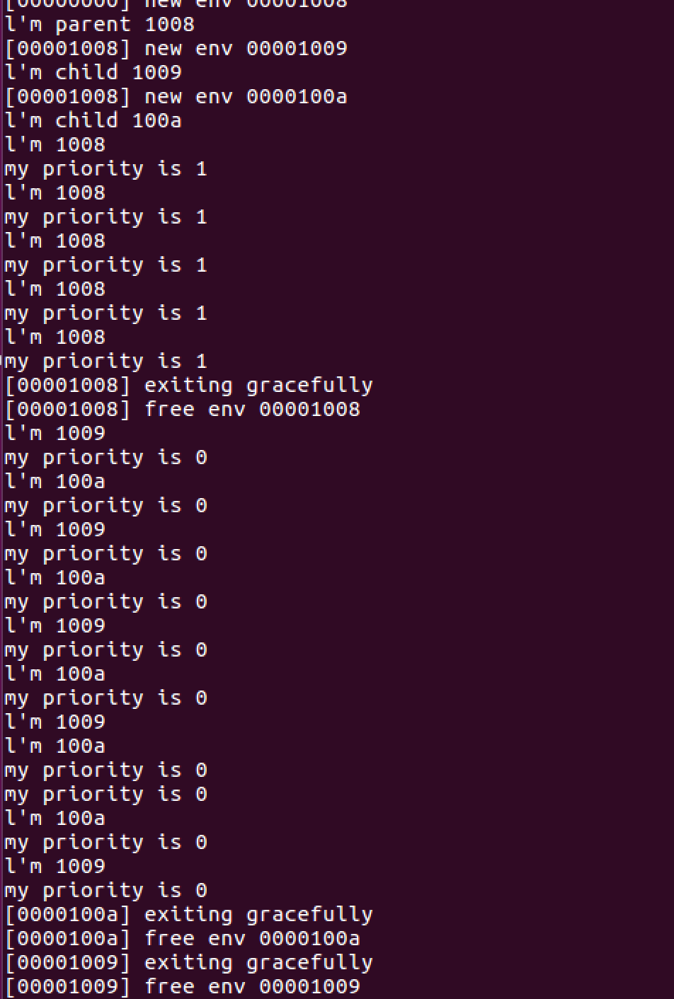 [00000000] new env 00001008
l'm parent 1008
[00001008] new env 00001009
l'm child 1009
[00001008] new env 0000100a
l'm child 100a
l'm 1008
my priority is 1
l'm 1008
my priority is 1
l'm 1008
my priority is 1
l'm 1008
my priority is 1
l'm 1008
my priority is 1
[00001008] exiting gracefully
[00001008] free env 00001008
l'm 1009
my priority is 0
l'm 100a
my priority is 0
l'm 1009
my priority is 0
l'm 100a
my priority is 0
l'm 1009
my priority is 0
l'm 100a
my priority is 0
l'm 1009
l'm 100a
my priority is 0
my priority is 0
l'm 100a
my priority is 0
l'm 1009
my priority is 0
[0000100a] exiting gracefully
[0000100a] free env 0000100a
[00001009] exiting gracefully
[00001009] free env 00001009